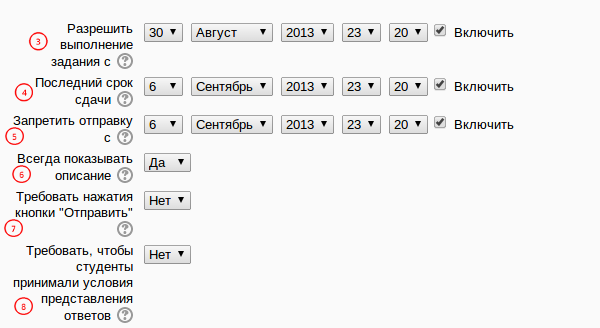 Разрешить
3 выполнение 30 Август 2013 23 20 Включить
задания с ?
Последний срок 6 Сентябрь 2013 23 20 Включить
4 сдачи ?
Запретить отправку 6 Сентябрь 2013 23 20 Включить
5 с ?
Всегда показывать Да
6 описание ?
Требовать нажатия Нет
кнопки "Отправить"
7 ?
Требовать, чтобы Нет
студенты
принимали условия
8 представления
ответов ?